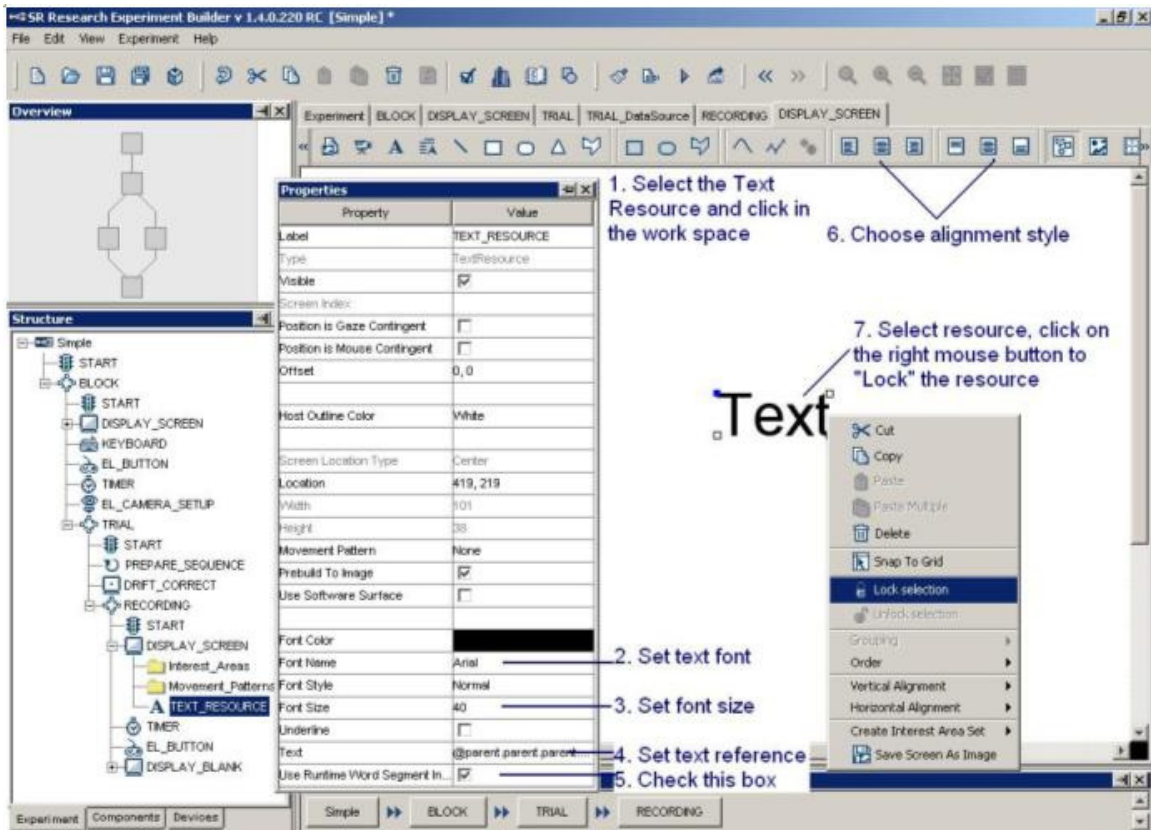 SR Research Experiment Builder v 1.4.0.220 RC [Simple] *
File Edit View Experiment Help
Overview
Experiment BLOCK DISPLAY_SCREEN TRIAL TRIAL_DataSource RECORDING DISPLAY_SCREEN
Properties
Property Value
Label TEXT_RESOURCE
Type TextResource
Visible
Screen Index
Position is Gaze Contingent
Position is Mouse Contingent
Offset 0, 0
Host Outline Color White
Screen Location Type Center
Location 419, 219
Width 101
Height 38
Movement Pattern None
Prebuild To Image
Use Software Surface
Font Color
Font Name Arial
Font Style Normal
Font Size 40
Underline
Text @parent.parent.parent....
Use Runtime Word Segment In...
1. Select the Text
Resource and click in
the work space
6. Choose alignment style
7. Select resource, click on
the right mouse button to
"Lock" the resource
Text
2. Set text font
3. Set font size
4. Set text reference
5. Check this box
Cut
Copy
Paste
Paste Multiple
Delete
Snap To Grid
Lock selection
Unlock selection
Grouping
Order
Vertical Alignment
Horizontal Alignment
Create Interest Area Set
Save Screen As Image
Structure
Simple
START
BLOCK
START
DISPLAY_SCREEN
KEYBOARD
EL_BUTTON
TIMER
EL_CAMERA_SETUP
TRIAL
START
PREPARE_SEQUENCE
DRIFT_CORRECT
RECORDING
START
DISPLAY_SCREEN
Interest_Areas
Movement_Patterns
A TEXT_RESOURCE
TIMER
EL_BUTTON
DISPLAY_BLANK
Experiment Components Devices
Simple BLOCK TRIAL RECORDING